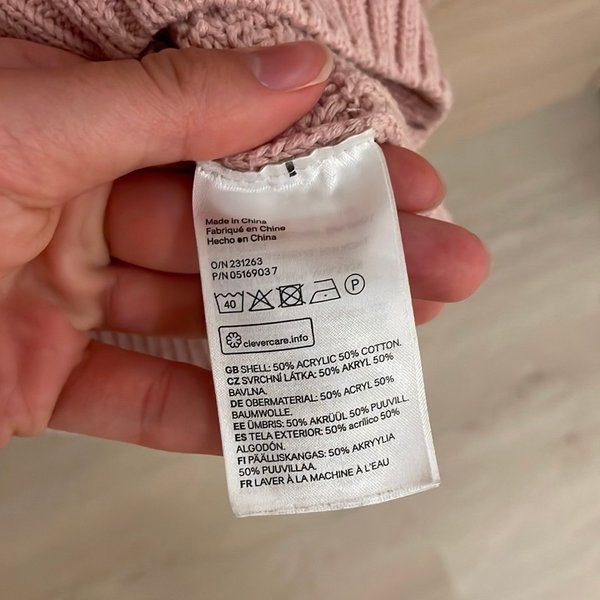 Made in China
Fabriqué en Chine
Hecho en China
O/N 231263
P/N 05169037
40
P
clevercare.info
GB SHELL: 50% ACRYLIC 50% COTTON.
CZ SVRCHNÍ LÁTKA: 50% AKRYL 50%
BAVLNA.
DE OBERMATERIAL: 50% ACRYL 50%
BAUMWOLLE.
EE ÜMBRIS: 50% AKRÜÜL 50% PUUVILL.
ES TELA EXTERIOR: 50% acrílico 50%
ALGODÓN.
FI PÄÄLLISKANGAS: 50% AKRYYLIA
50% PUUVILLAA.
FR LAVER À LA MACHINE À L'EAU